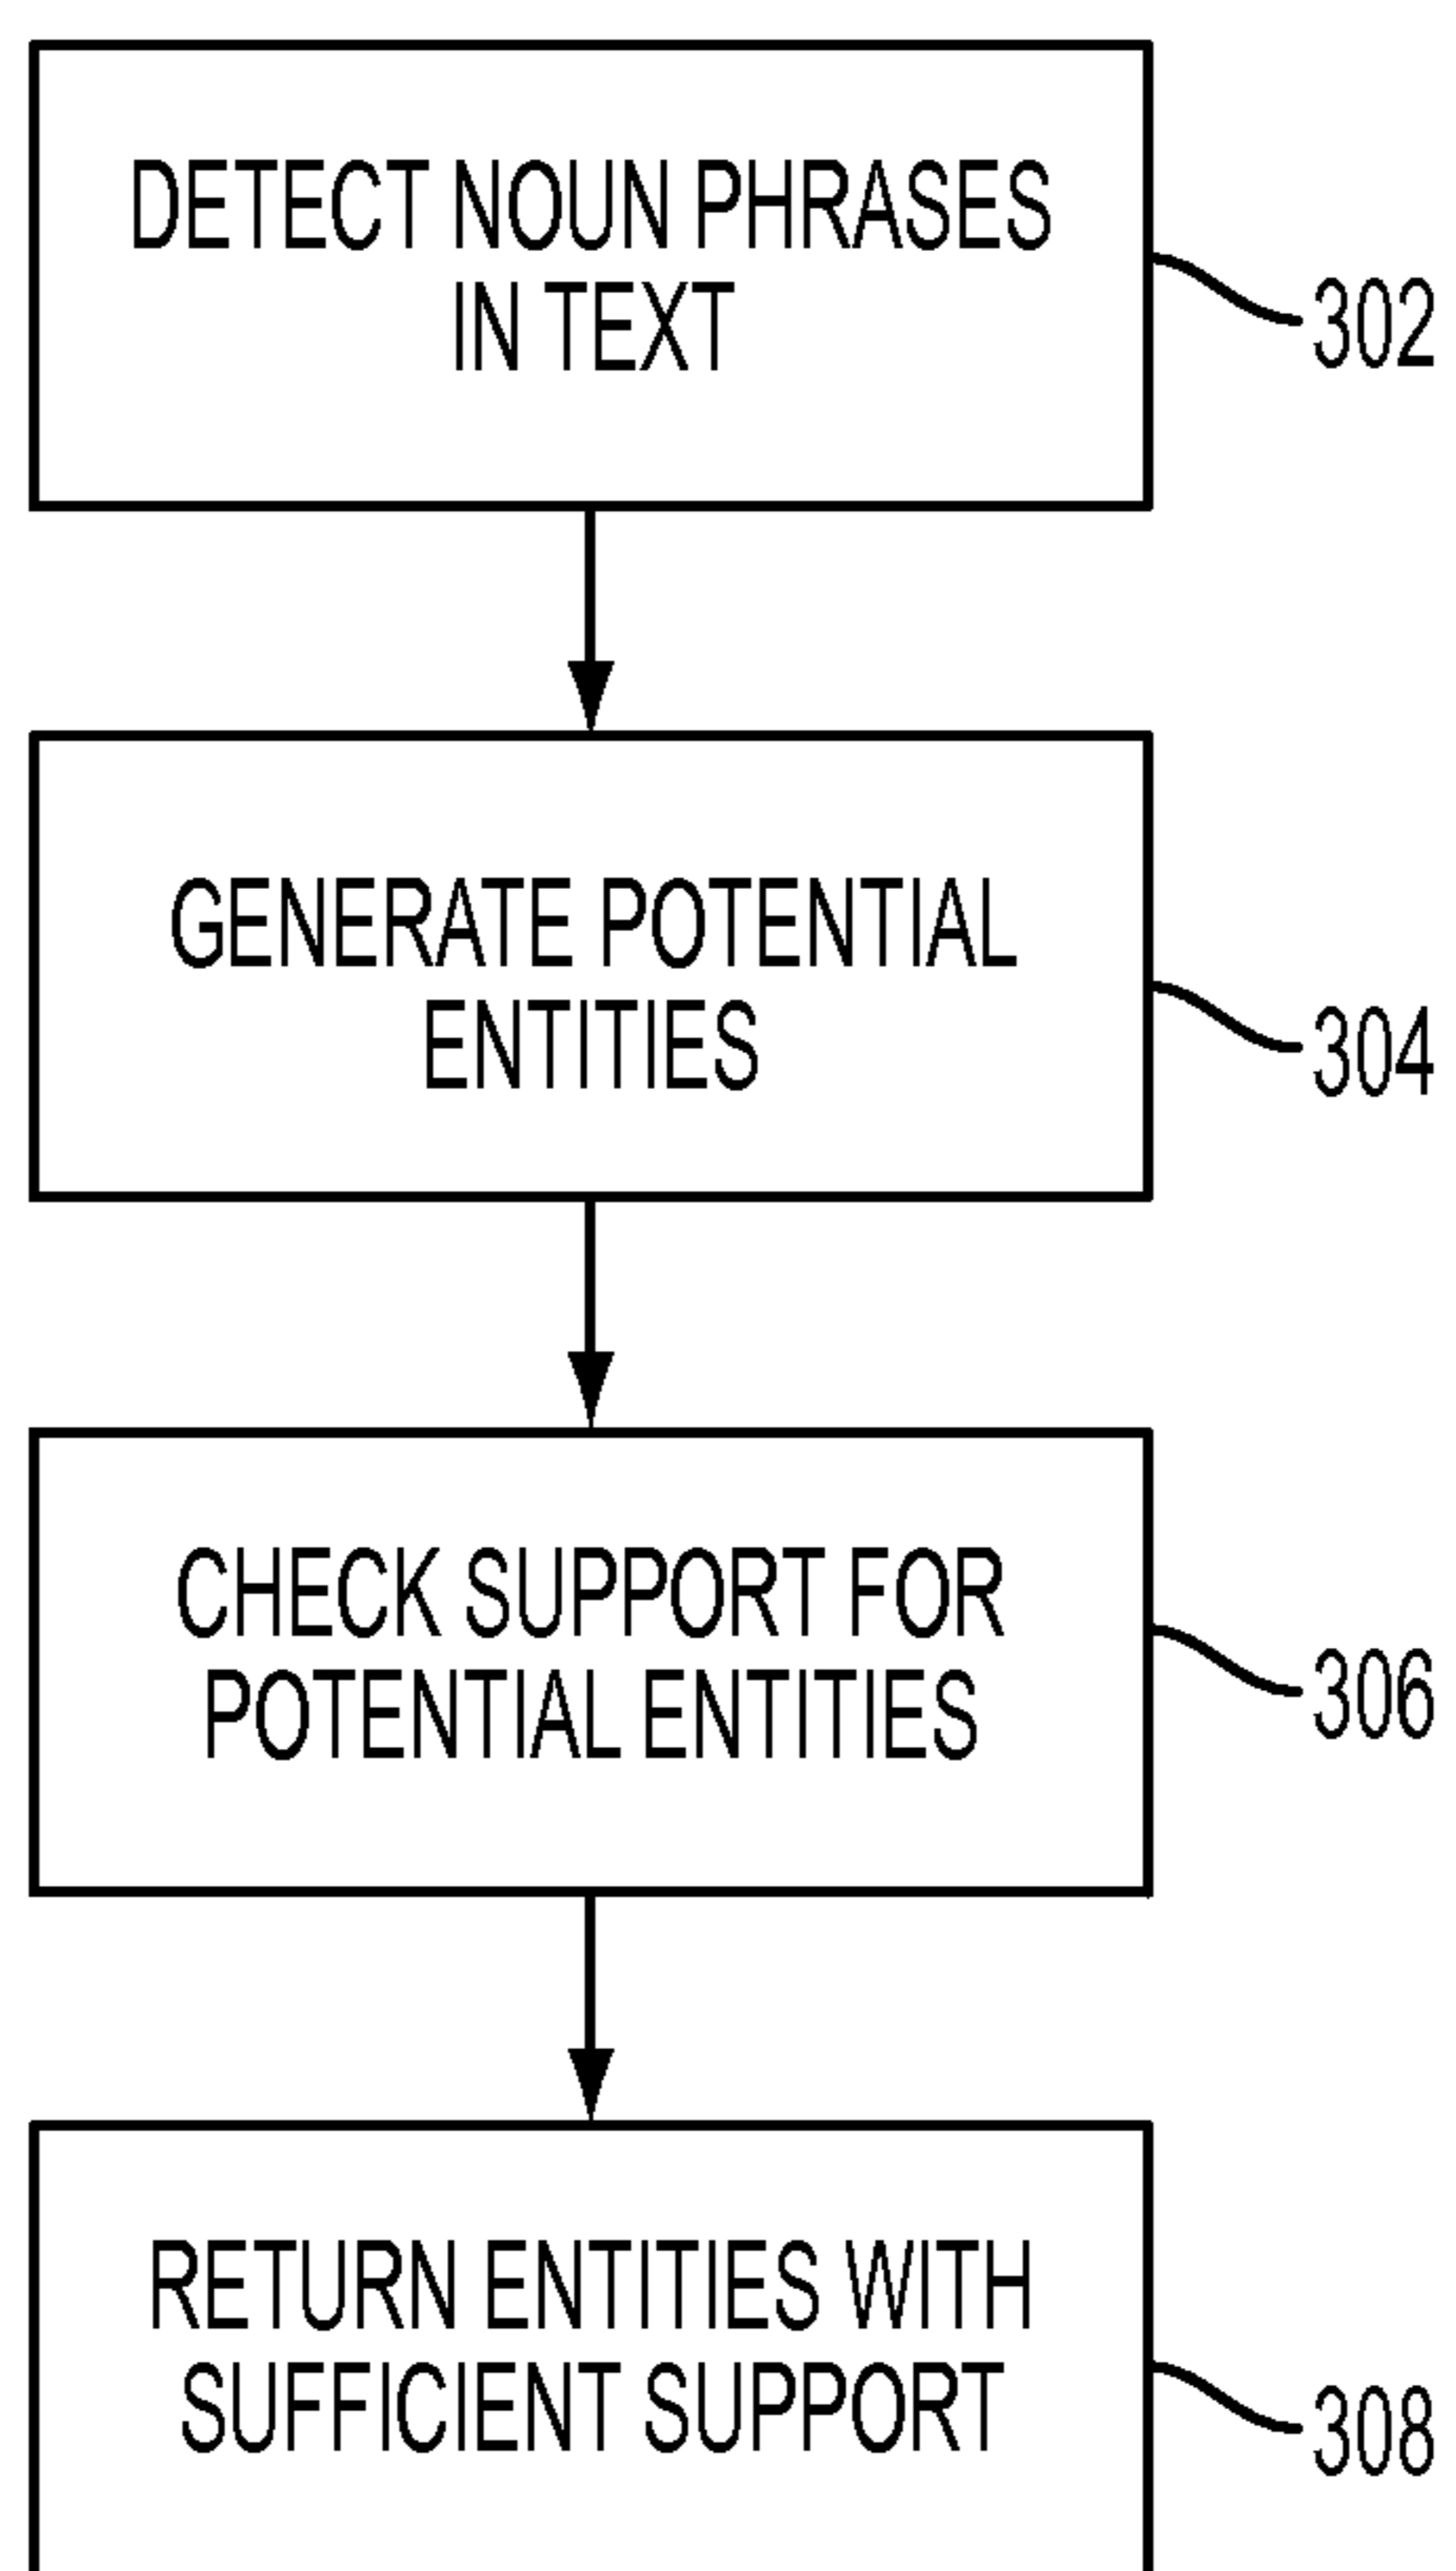 DETECT NOUN PHRASES
IN TEXT
302
GENERATE POTENTIAL
ENTITIES
304
CHECK SUPPORT FOR
POTENTIAL ENTITIES
306
RETURN ENTITIES WITH
SUFFICIENT SUPPORT
308